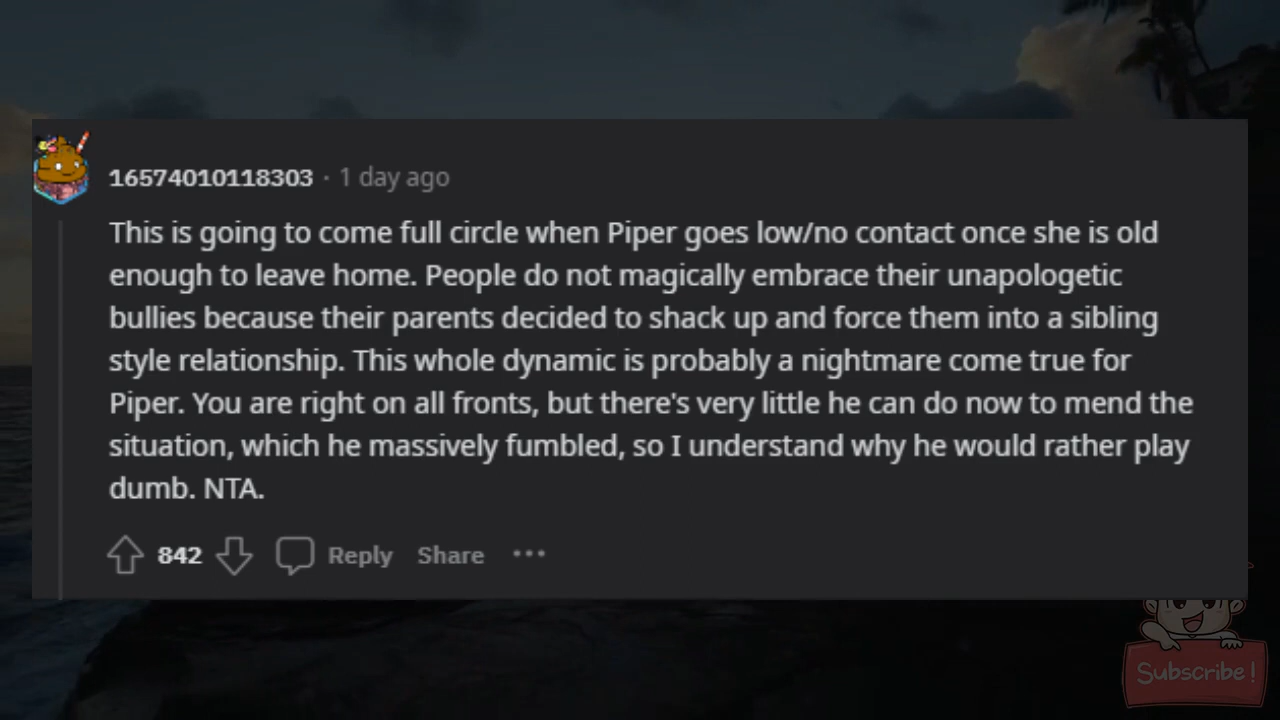 16574010118303 · 1 day ago
This is going to come full circle when Piper goes low/no contact once she is old
enough to leave home. People do not magically embrace their unapologetic
bullies because their parents decided to shack up and force them into a sibling
style relationship. This whole dynamic is probably a nightmare come true for
Piper. You are right on all fronts, but there's very little he can do now to mend the
situation, which he massively fumbled, so I understand why he would rather play
dumb. NTA.
842 Reply Share ···
Subscribe!